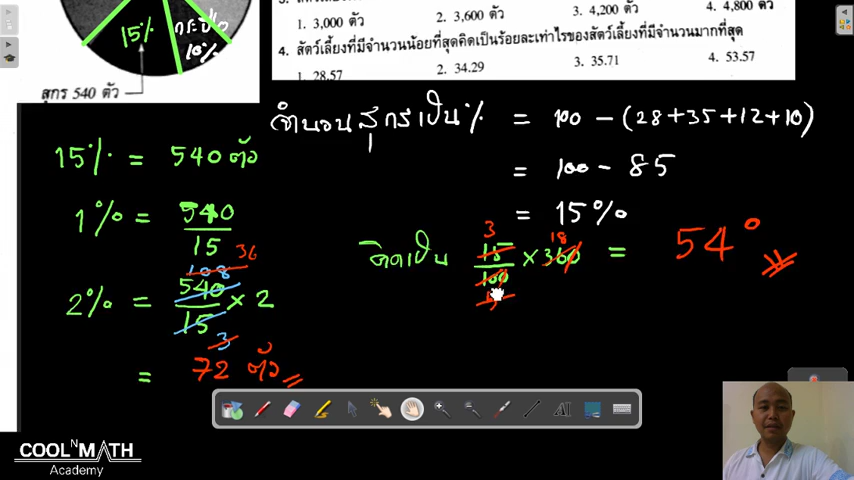 15%
กระบือ
10%
สุกร 540 ตัว
1. 3,000 ตัว 2. 3,600 ตัว 3. 4,200 ตัว 4. 4,800 ตัว
4. สัตว์เลี้ยงที่มีจำนวนน้อยที่สุดคิดเป็นร้อยละเท่าไรของสัตว์เลี้ยงที่มีจำนวนมากที่สุด
1. 28.57 2. 34.29 3. 35.71 4. 53.57
จำนวนสุกรเป็น% = 100 - (28+35+12+10)
= 100 - 85
= 15%
คิดเป็น 15/100 × 360 = 54°
3 18
5
15% = 540 ตัว
1% = 540/15
108 36
2% = 540/15 × 2
3
= 72 ตัว
COOL N MATH
Academy